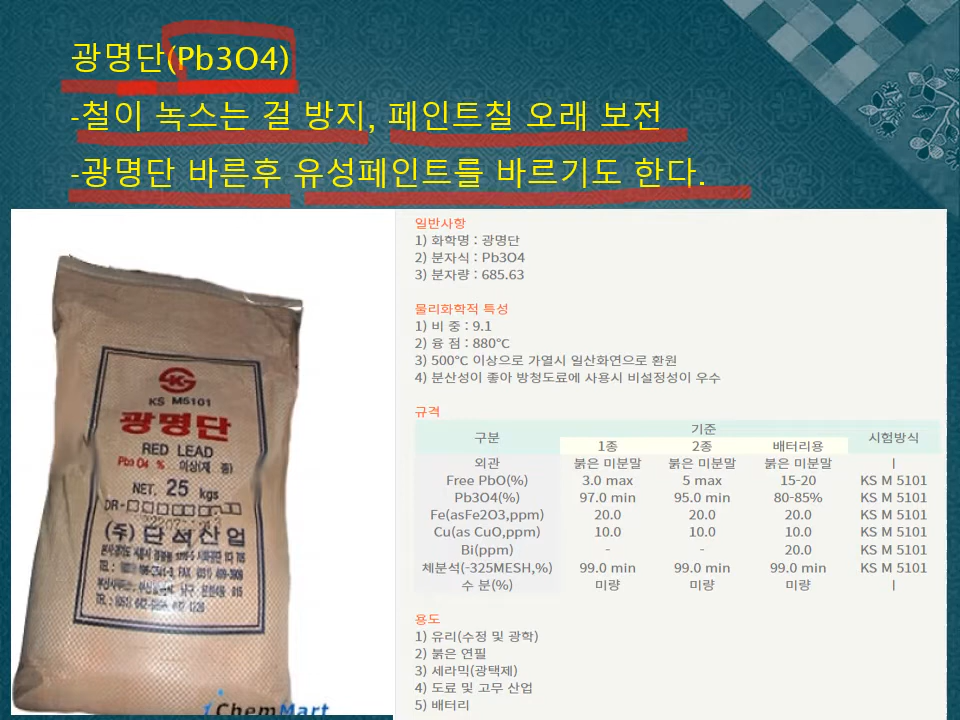 광명단(Pb3O4)
-철이 녹스는 걸 방지, 페인트칠 오래 보전
-광명단 바른후 유성페인트를 바르기도 한다.
KS M5101
광명단
RED LEAD
Pb3 O4 % 이상(제 종)
NET. 25 kgs
DR-
(주) 단석산업
iChemMart
일반사항
1) 화학명 : 광명단
2) 분자식 : Pb3O4
3) 분자량 : 685.63
물리화학적 특성
1) 비 중 : 9.1
2) 융 점 : 880℃
3) 500℃ 이상으로 가열시 일산화연으로 환원
4) 분산성이 좋아 방청도료에 사용시 비설정성이 우수
규격
구분 기준 시험방식
1종 2종 배터리용
외관 붉은 미분말 붉은 미분말 붉은 미분말 |
Free PbO(%) 3.0 max 5 max 15-20 KS M 5101
Pb3O4(%) 97.0 min 95.0 min 80-85% KS M 5101
Fe(asFe2O3,ppm) 20.0 20.0 20.0 KS M 5101
Cu(as CuO,ppm) 10.0 10.0 10.0 KS M 5101
Bi(ppm) - - 20.0 KS M 5101
체분석(-325MESH,%) 99.0 min 99.0 min 99.0 min KS M 5101
수 분(%) 미량 미량 미량 |
용도
1) 유리(수정 및 광학)
2) 붉은 연필
3) 세라믹(광택제)
4) 도료 및 고무 산업
5) 배터리